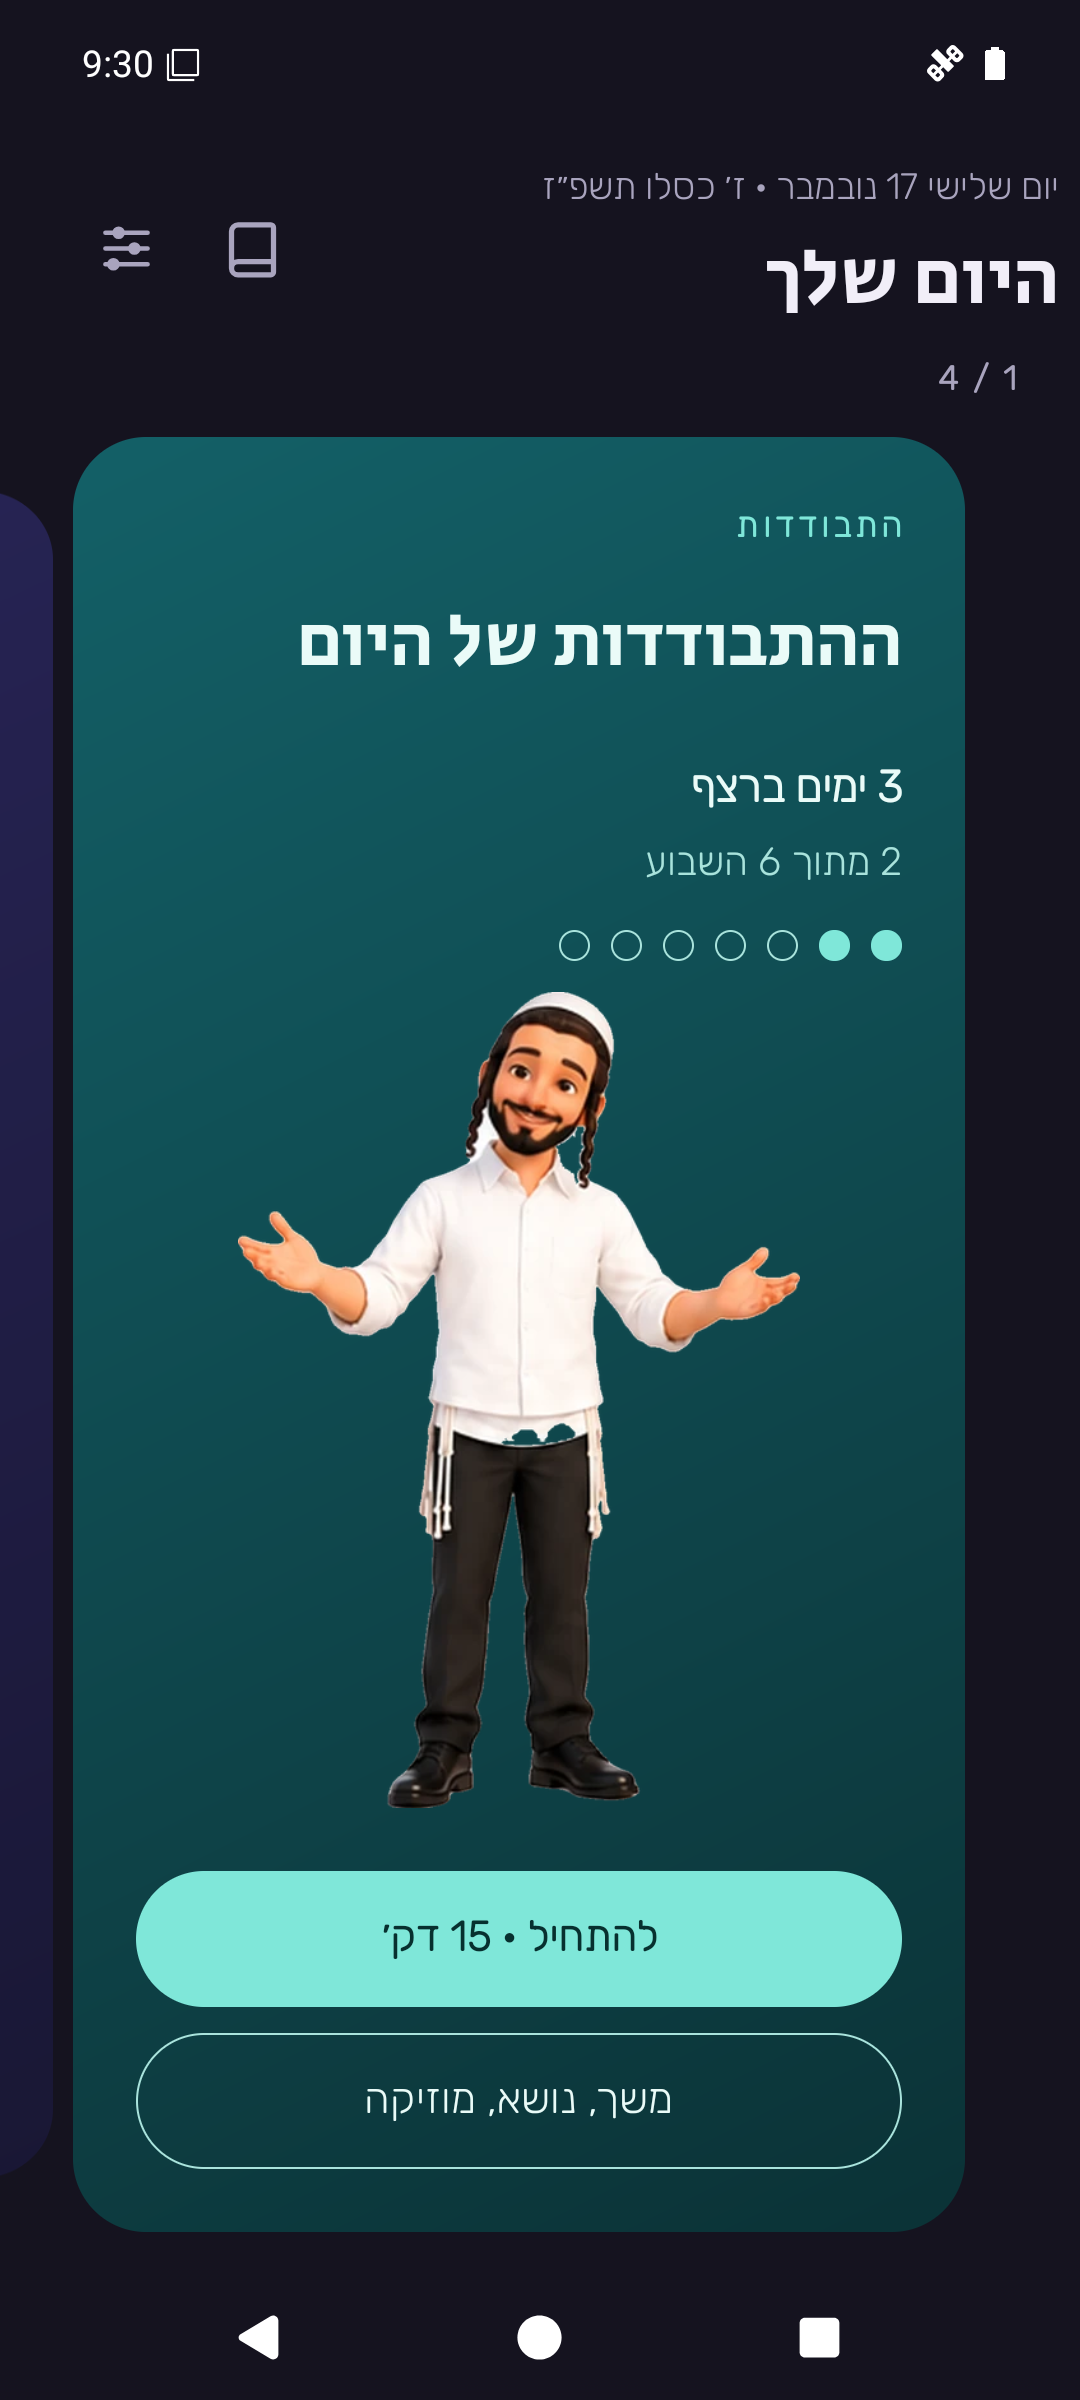 9:30
יום שלישי 17 נובמבר • ז׳ כסלו תשפ״ז
היום שלך
1 / 4
התבודדות
ההתבודדות של היום
3 ימים ברצף
2 מתוך 6 השבוע
להתחיל • 15 דק׳
משך, נושא, מוזיקה